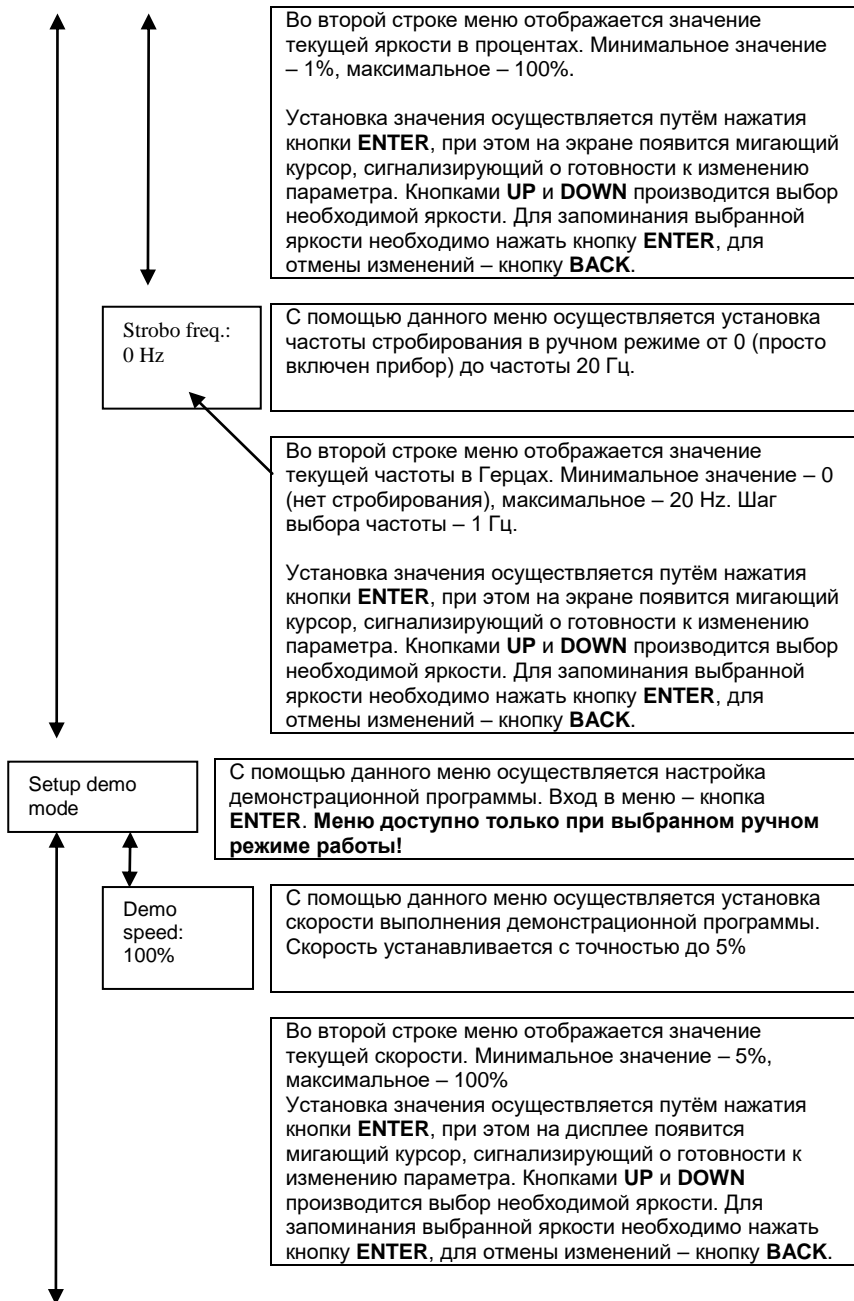 Во второй строке меню отображается значение
текущей яркости в процентах. Минимальное значение
– 1%, максимальное – 100%.
Установка значения осуществляется путём нажатия
кнопки ENTER, при этом на экране появится мигающий
курсор, сигнализирующий о готовности к изменению
параметра. Кнопками UP и DOWN производится выбор
необходимой яркости. Для запоминания выбранной
яркости необходимо нажать кнопку ENTER, для
отмены изменений – кнопку BACK.
Strobo freq.:
0 Hz
С помощью данного меню осуществляется установка
частоты стробирования в ручном режиме от 0 (просто
включен прибор) до частоты 20 Гц.
Во второй строке меню отображается значение
текущей частоты в Герцах. Минимальное значение – 0
(нет стробирования), максимальное – 20 Hz. Шаг
выбора частоты – 1 Гц.
Установка значения осуществляется путём нажатия
кнопки ENTER, при этом на экране появится мигающий
курсор, сигнализирующий о готовности к изменению
параметра. Кнопками UP и DOWN производится выбор
необходимой яркости. Для запоминания выбранной
яркости необходимо нажать кнопку ENTER, для
отмены изменений – кнопку BACK.
Setup demo
mode
С помощью данного меню осуществляется настройка
демонстрационной программы. Вход в меню – кнопка
ENTER. Меню доступно только при выбранном ручном
режиме работы!
Demo
speed:
100%
С помощью данного меню осуществляется установка
скорости выполнения демонстрационной программы.
Скорость устанавливается с точностью до 5%
Во второй строке меню отображается значение
текущей скорости. Минимальное значение – 5%,
максимальное – 100%
Установка значения осуществляется путём нажатия
кнопки ENTER, при этом на дисплее появится
мигающий курсор, сигнализирующий о готовности к
изменению параметра. Кнопками UP и DOWN
производится выбор необходимой яркости. Для
запоминания выбранной яркости необходимо нажать
кнопку ENTER, для отмены изменений – кнопку BACK.